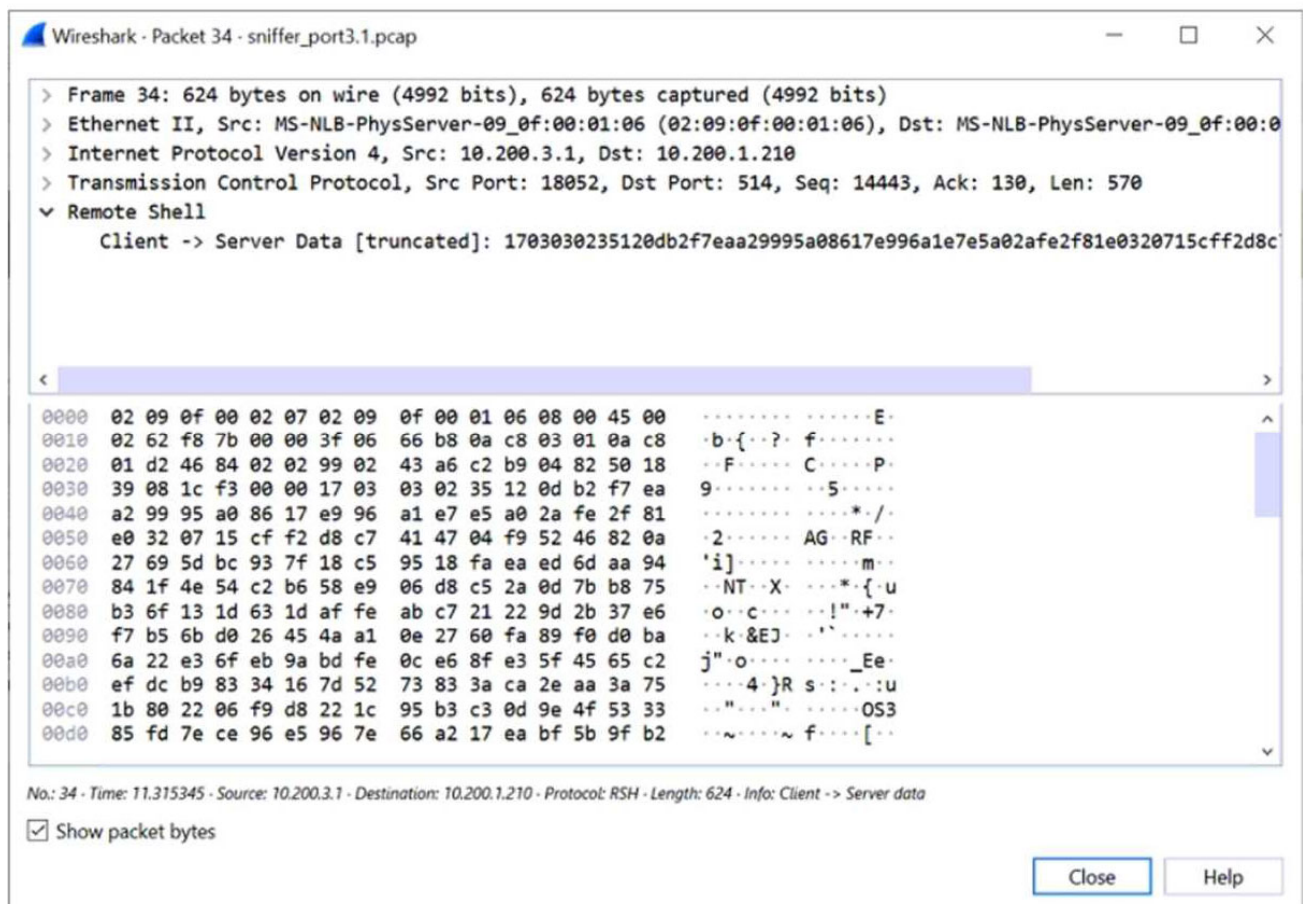 Wireshark · Packet 34 · sniffer_port3.1.pcap
> Frame 34: 624 bytes on wire (4992 bits), 624 bytes captured (4992 bits)
> Ethernet II, Src: MS-NLB-PhysServer-09_0f:00:01:06 (02:09:0f:00:01:06), Dst: MS-NLB-PhysServer-09_0f:00:0
> Internet Protocol Version 4, Src: 10.200.3.1, Dst: 10.200.1.210
> Transmission Control Protocol, Src Port: 18052, Dst Port: 514, Seq: 14443, Ack: 130, Len: 570
Remote Shell
Client -> Server Data [truncated]: 1703030235120db2f7eaa29995a08617e996a1e7e5a02afe2f81e0320715cff2d8c
0000 02 09 0f 00 02 07 02 09 0f 00 01 06 08 00 45 00 ········ ······E·
0010 02 62 f8 7b 00 00 3f 06 66 b8 0a c8 03 01 0a c8 ·b·{··?· f·······
0020 01 d2 46 84 02 02 99 02 43 a6 c2 b9 04 82 50 18 ··F····· C·····P·
0030 39 08 1c f3 00 00 17 03 03 02 35 12 0d b2 f7 ea 9······· ··5·····
0040 a2 99 95 a0 86 17 e9 96 a1 e7 e5 a0 2a fe 2f 81 ········ ····*·/·
0050 e0 32 07 15 cf f2 d8 c7 41 47 04 f9 52 46 82 0a ·2······ AG··RF··
0060 27 69 5d bc 93 7f 18 c5 95 18 fa ea ed 6d aa 94 'i]····· ·····m··
0070 84 1f 4e 54 c2 b6 58 e9 06 d8 c5 2a 0d 7b b8 75 ··NT··X· ···*·{·u
0080 b3 6f 13 1d 63 1d af fe ab c7 21 22 9d 2b 37 e6 ·o··c··· ··!"·+7·
0090 f7 b5 6b d0 26 45 4a a1 0e 27 60 fa 89 f0 d0 ba ··k·&EJ· ·'`·····
00a0 6a 22 e3 6f eb 9a bd fe 0c e6 8f e3 5f 45 65 c2 j"·o···· ····_Ee·
00b0 ef dc b9 83 34 16 7d 52 73 83 3a ca 2e aa 3a 75 ····4·}R s·:·.·:u
00c0 1b 80 22 06 f9 d8 22 1c 95 b3 c3 0d 9e 4f 53 33 ··"···"· ·····OS3
00d0 85 fd 7e ce 96 e5 96 7e 66 a2 17 ea bf 5b 9f b2 ··~····~ f····[··
No.: 34 · Time: 11.315345 · Source: 10.200.3.1 · Destination: 10.200.1.210 · Protocol: RSH · Length: 624 · Info: Client -> Server data
Show packet bytes
Close Help